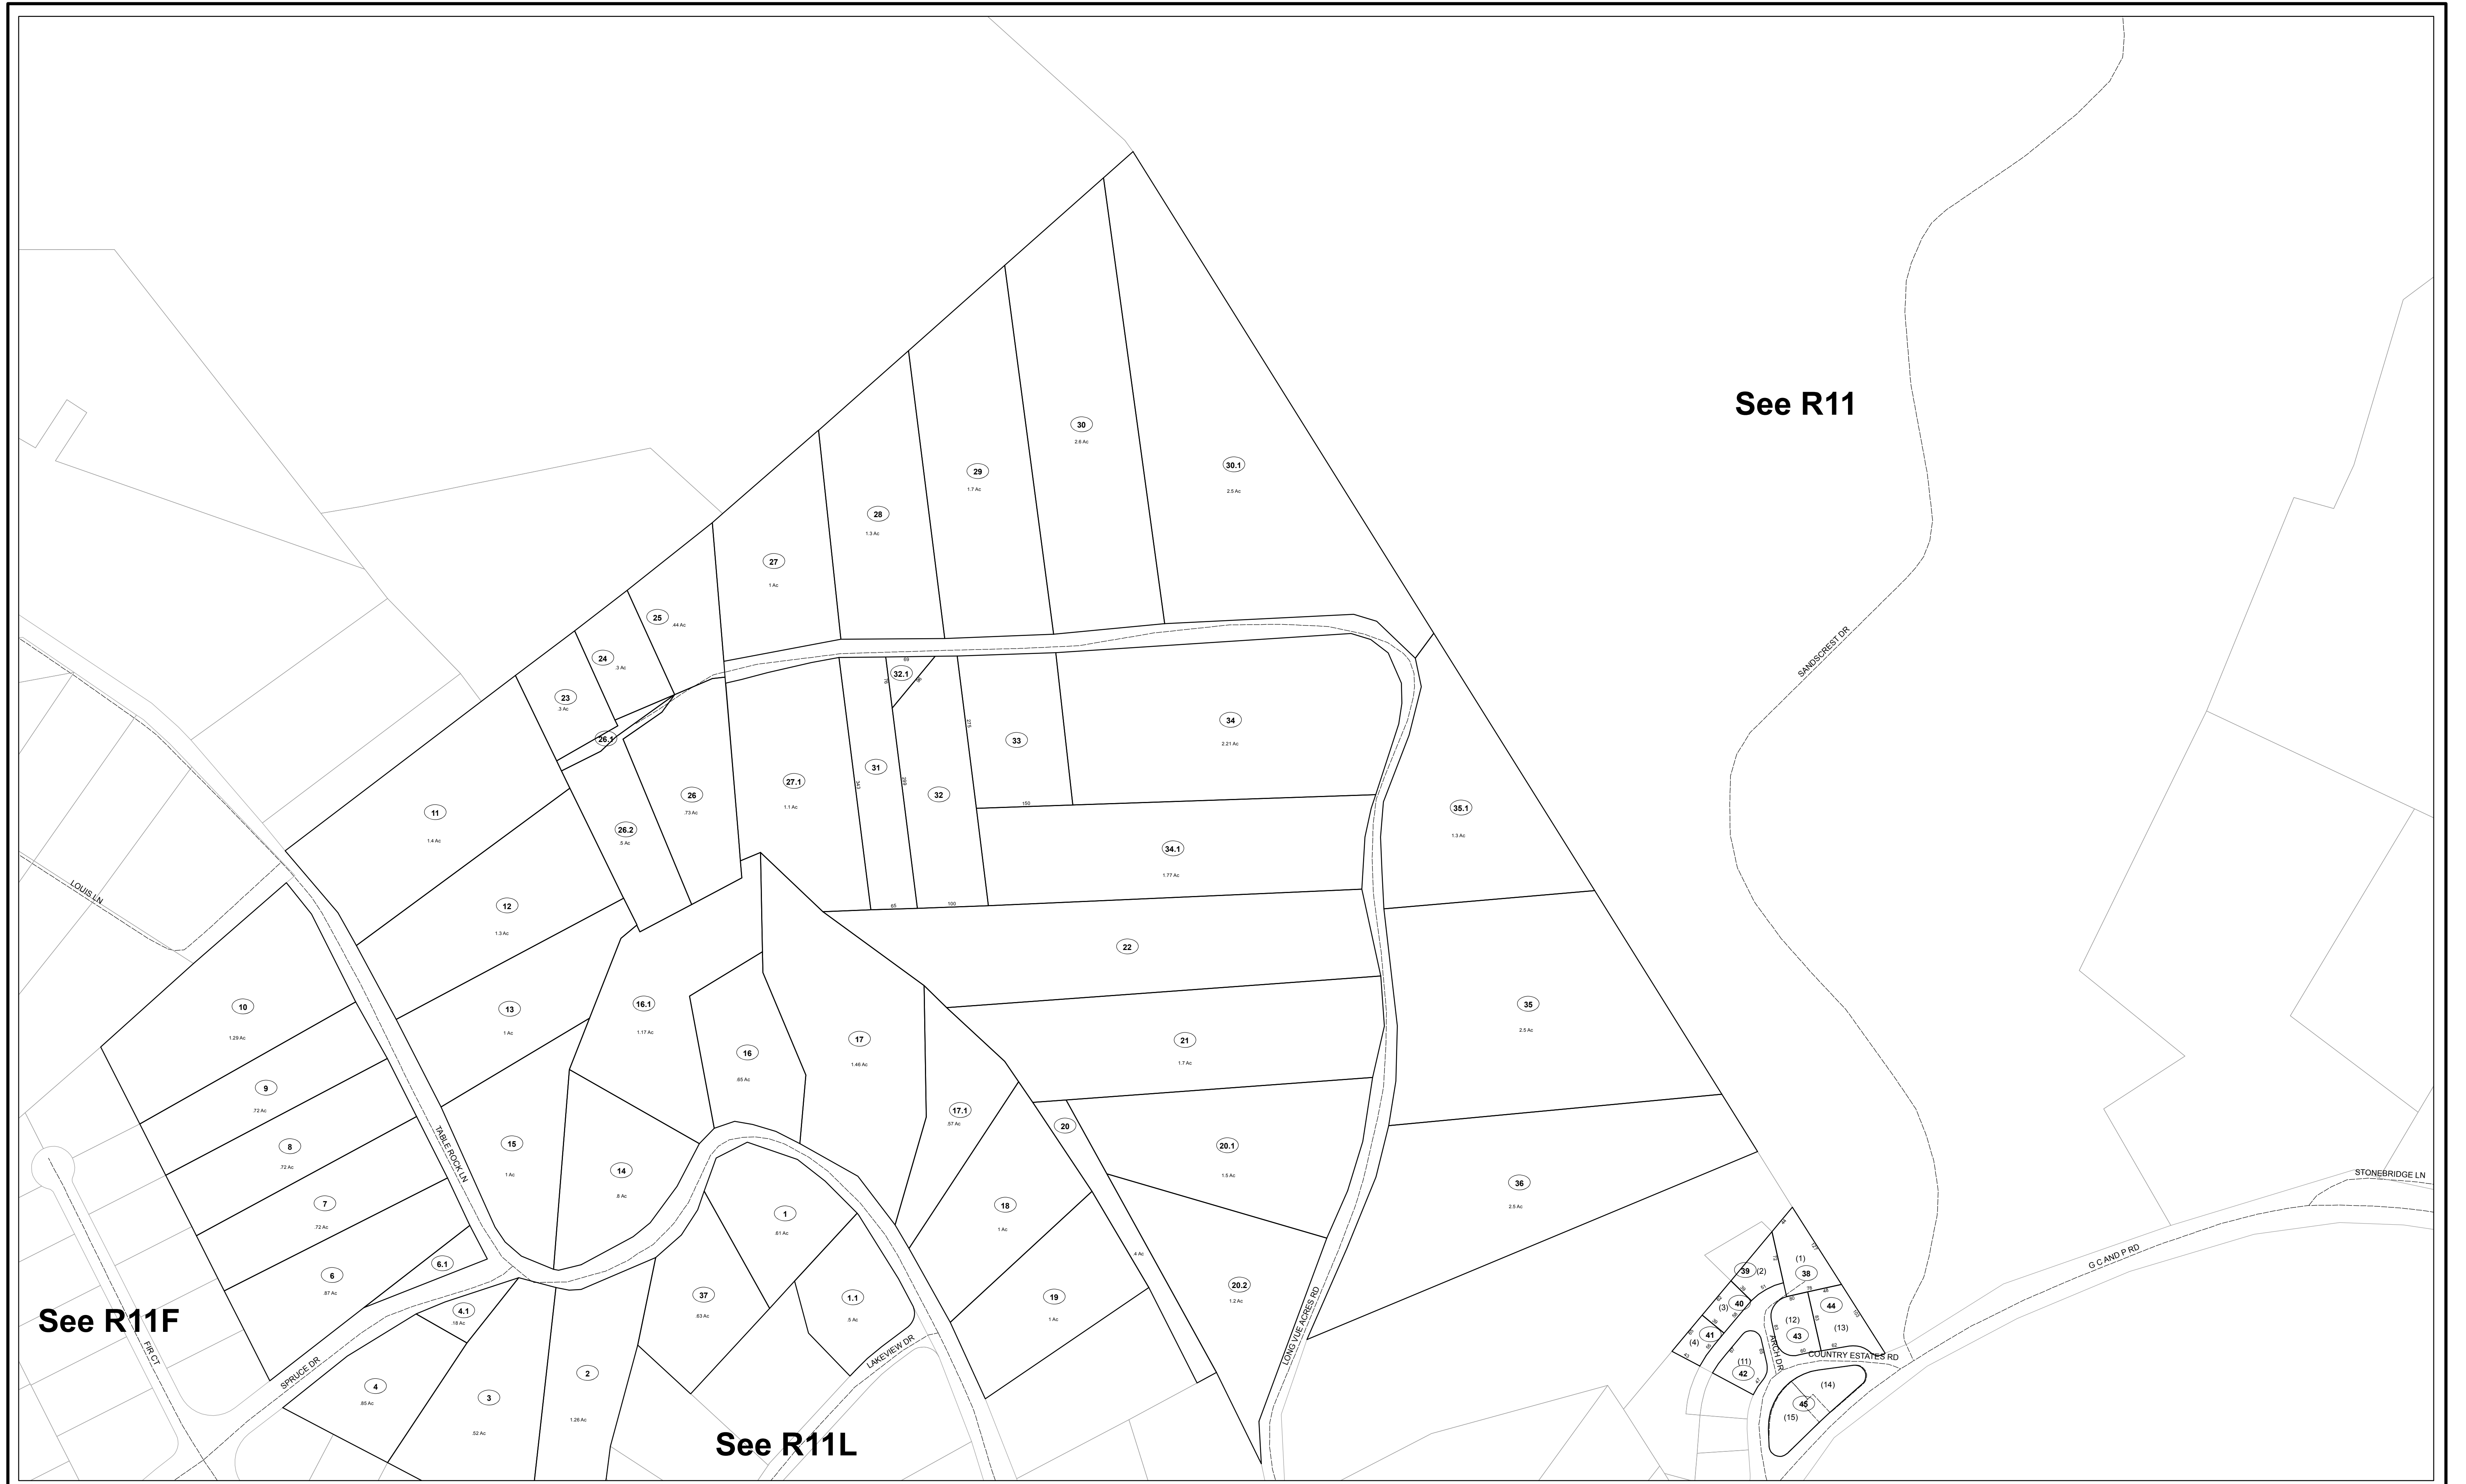 See R11
30
2.6 Ac
30.1
2.5 Ac
29
1.7 Ac
28
1.3 Ac
27
1 Ac
25
.44 Ac
24
.3 Ac
23
.3 Ac
26.1
32.1
69
76
96
SANDSCREST DR
33
275
34
2.21 Ac
31
343
32
269
27.1
1.1 Ac
26
.73 Ac
26.2
.5 Ac
150
35.1
1.3 Ac
11
1.4 Ac
34.1
1.77 Ac
LOUIS LN
12
1.3 Ac
65
100
22
10
1.29 Ac
13
1 Ac
16.1
1.17 Ac
16
.65 Ac
17
1.46 Ac
21
1.7 Ac
35
2.5 Ac
9
.72 Ac
17.1
.57 Ac
20
8
.72 Ac
TABLE ROCK LN
15
1 Ac
14
.8 Ac
20.1
1.5 Ac
36
2.5 Ac
STONEBRIDGE LN
7
.72 Ac
1
.61 Ac
18
1 Ac
.4 Ac
G C AND P RD
6
.87 Ac
6.1
37
.63 Ac
1.1
.5 Ac
19
1 Ac
20.2
1.2 Ac
(1)
38
39
(2)
(3)
40
41
(4)
44
(12)
43
(13)
4.1
.18 Ac
See R11F
FIR CT
SPRUCE DR
LAKEVIEW DR
LONG VUE ACRES RD
ARCH DR
COUNTRY ESTATES RD
(11)
42
4
.85 Ac
3
.52 Ac
2
1.26 Ac
(14)
45
(15)
See R11L